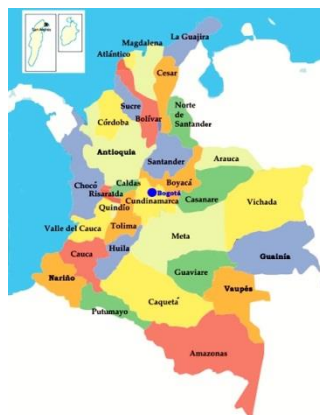 La Guajira
Magdalena
Atlántico
Cesar
Sucre
Norte
de
Santander
Córdoba
Bolívar
Antioquia
Santander
Arauca
Chocó
Caldas
Boyacá
Risaralda
Bogotá
Cundinamarca
Casanare
Quindío
Vichada
Valle del Cauca
Tolima
Meta
Cauca
Huila
Guainía
Guaviare
Nariño
Vaupés
Caquetá
Putumayo
Amazonas